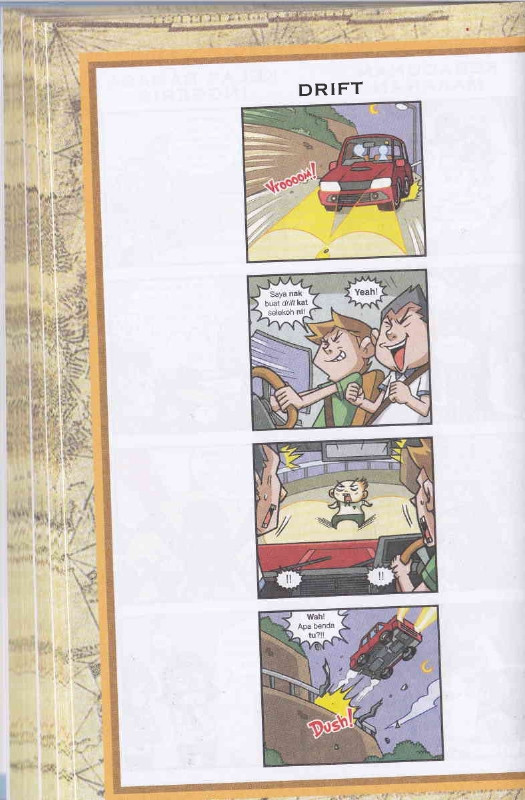 DRIFT
Vroooom!
Saya nak
buat drift kat
selekoh ni!
Yeah!
!!
!!
Wah!
Apa benda
tu?!!
Dush!